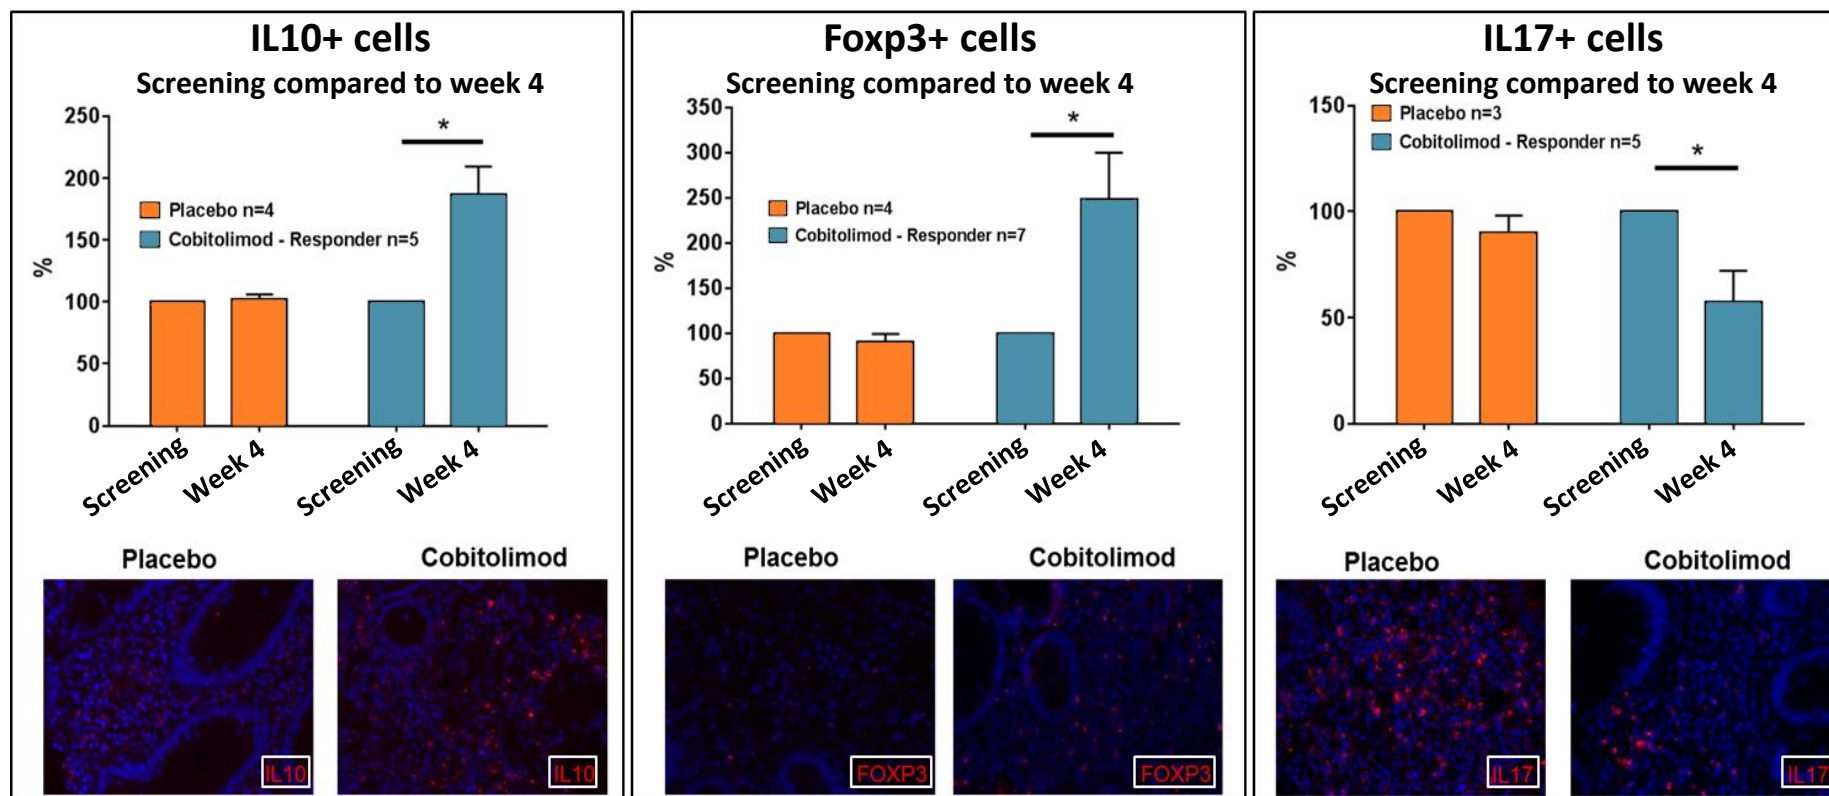 IL10+ cells
Screening compared to week 4
250
200
150
100
50
0
%
*
Placebo n=4
Cobitolimod - Responder n=5
Screening
Week 4
Screening
Week 4
Placebo
Cobitolimod
IL10
IL10
Foxp3+ cells
Screening compared to week 4
350
300
250
200
150
100
50
0
%
*
Placebo n=4
Cobitolimod - Responder n=7
Screening
Week 4
Screening
Week 4
Placebo
Cobitolimod
FOXP3
FOXP3
IL17+ cells
Screening compared to week 4
150
100
50
0
%
Placebo n=3
Cobitolimod - Responder n=5
*
Screening
Week 4
Screening
Week 4
Placebo
Cobitolimod
IL17
IL17